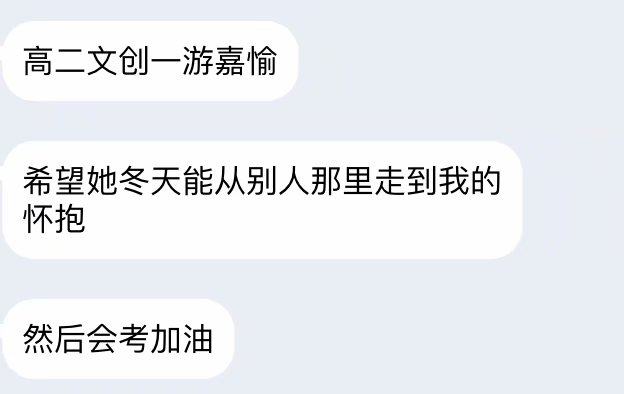 高二文创一游嘉愉
希望她冬天能从别人那里走到我的
怀抱
然后会考加油